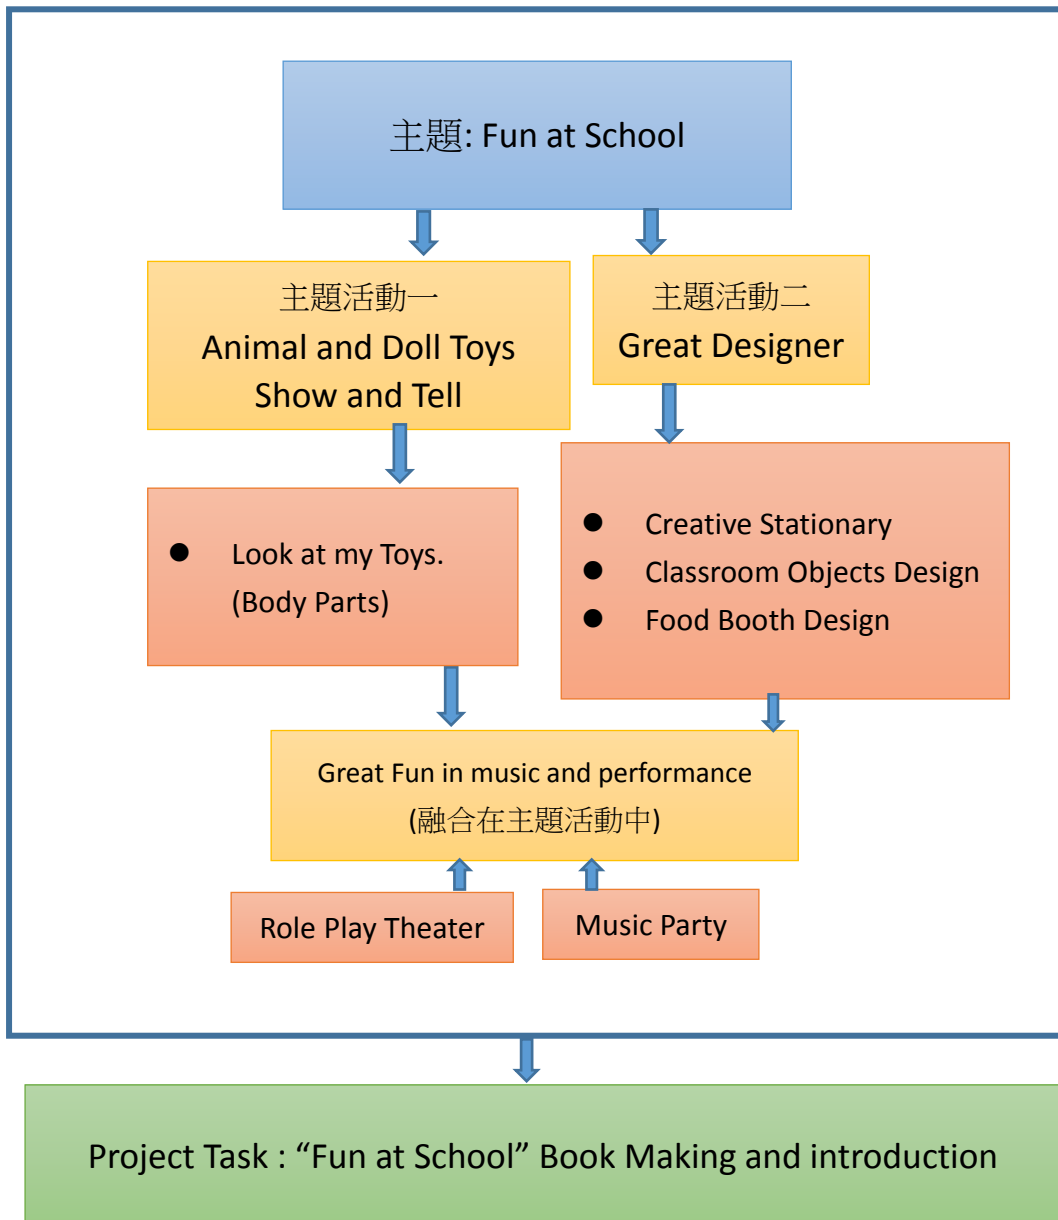 主題: Fun at School
主題活動一
Animal and Doll Toys
Show and Tell
主題活動二
Great Designer
● Look at my Toys.
(Body Parts)
● Creative Stationary
● Classroom Objects Design
● Food Booth Design
Great Fun in music and performance
(融合在主題活動中)
Role Play Theater
Music Party
Project Task : “Fun at School” Book Making and introduction